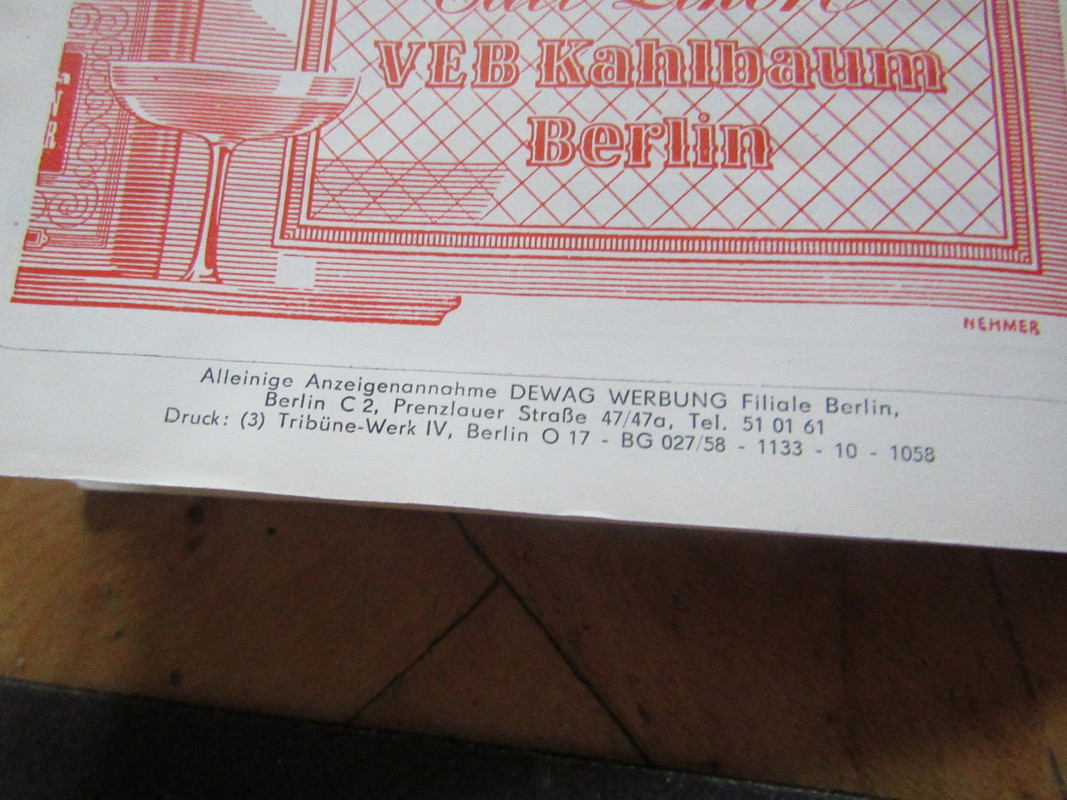 VEB Kahlbaum
Berlin
NEHMER
Alleinige Anzeigenannahme DEWAG WERBUNG Filiale Berlin,
Berlin C 2, Prenzlauer Straße 47/47a, Tel. 51 01 61
Druck: (3) Tribüne-Werk IV, Berlin O 17 - BG 027/58 - 1133 - 10 - 1058